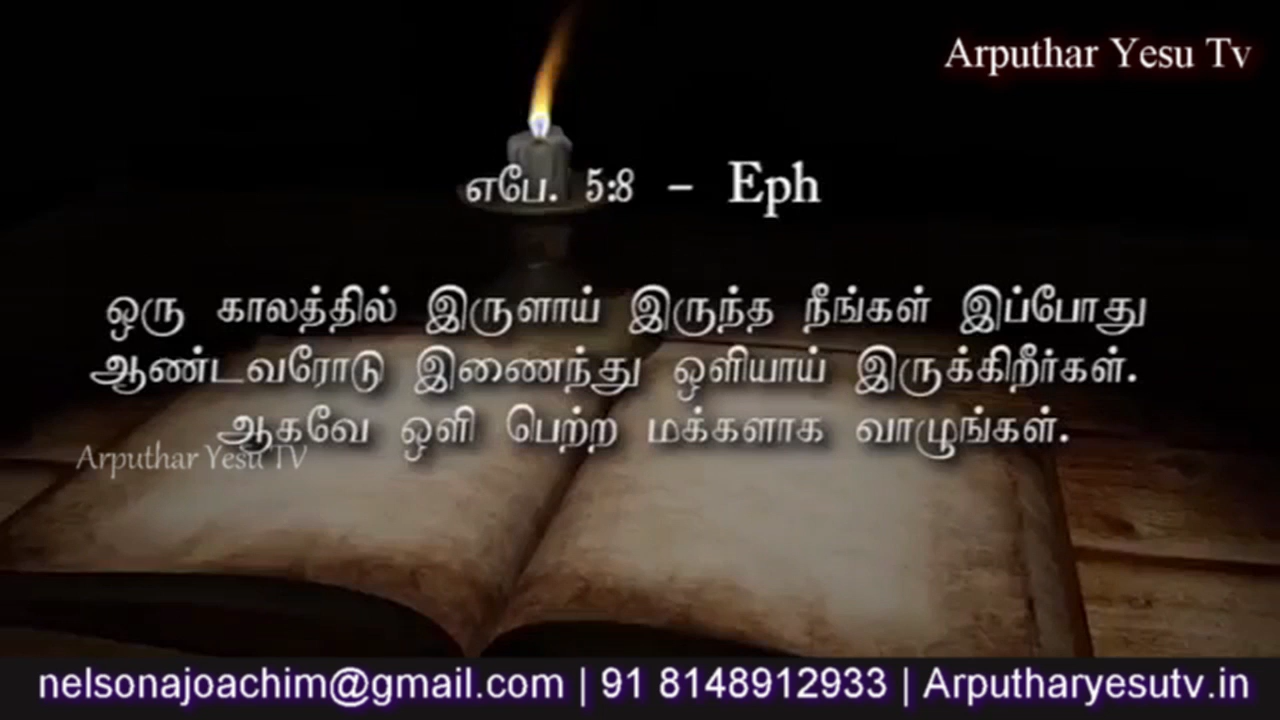 Arputhar Yesu Tv
எபே. 5:8 - Eph
ஒரு காலத்தில் இருளாய் இருந்த நீங்கள் இப்போது
ஆண்டவரோடு இணைந்து ஒளியாய் இருக்கிறீர்கள்.
ஆகவே ஒளி பெற்ற மக்களாக வாழுங்கள்.
Arputhar Yesu TV
nelsonajoachim@gmail.com | 91 8148912933 | Arputharyesutv.in